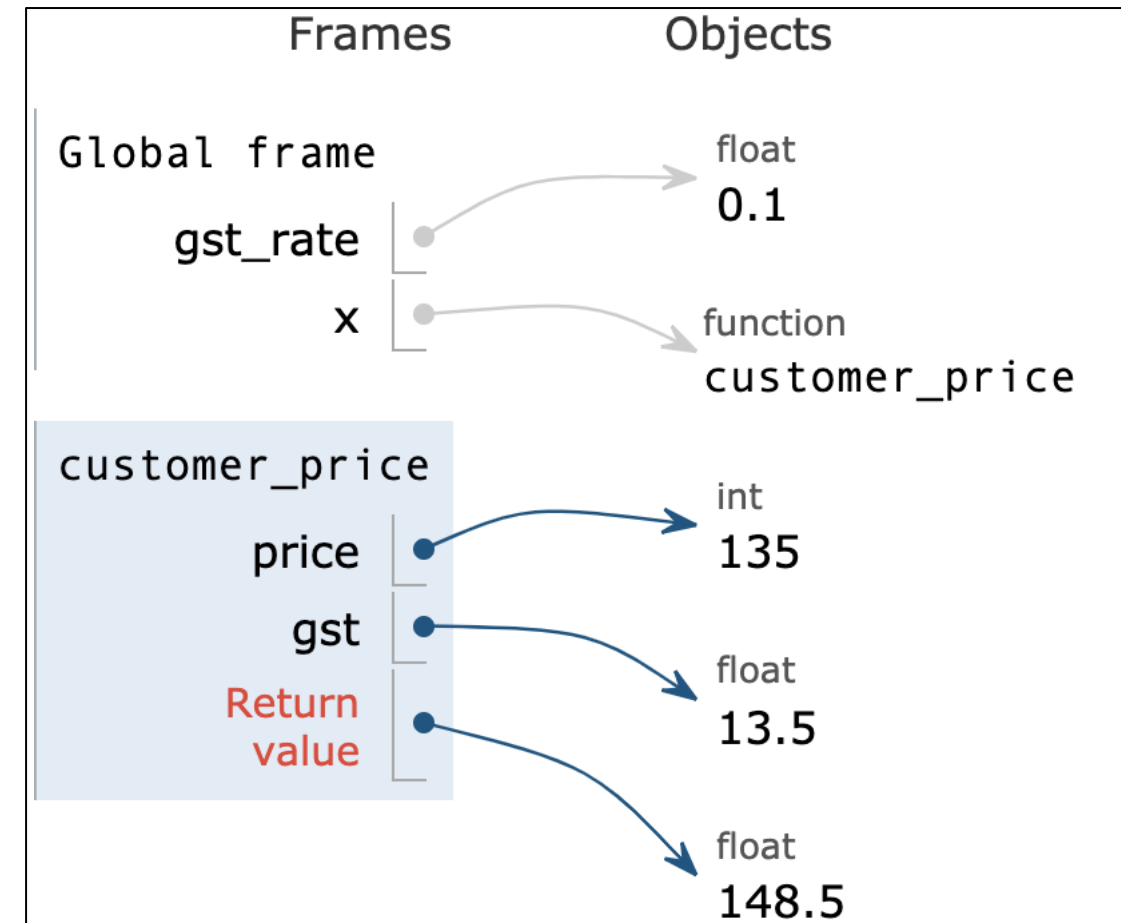 Frames Objects
Global frame
float
0.1
gst_rate
x
function
customer_price
customer_price
int
135
price
gst
float
13.5
Return
value
float
148.5